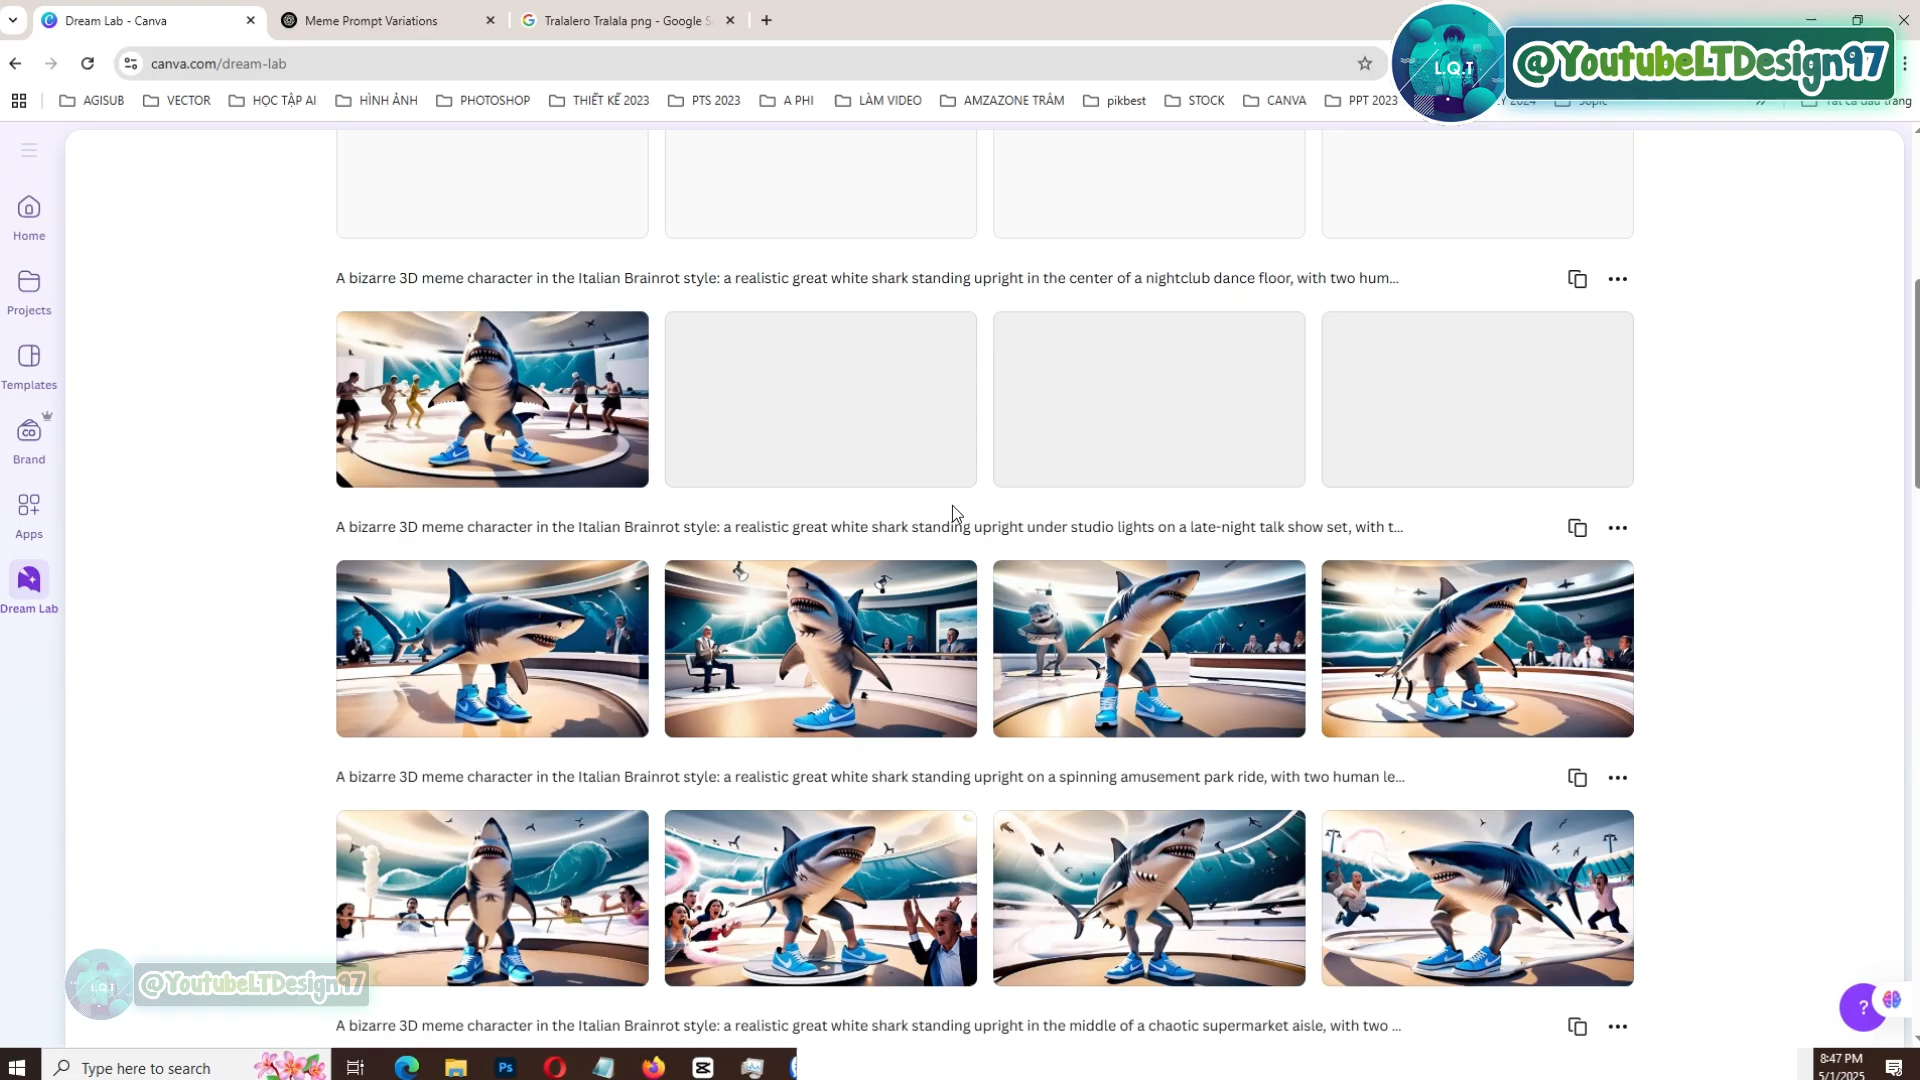 Dream Lab - Canva
Meme Prompt Variations
Tralalero Tralala png - Google S
canva.com/dream-lab
L.Q.T
@YoutubeLTDesign97
AGISUB
VECTOR
HỌC TẬP AI
HÌNH ẢNH
PHOTOSHOP
THIẾT KẾ 2023
PTS 2023
A PHI
LÀM VIDEO
AMZAZONE TRÂM
pikbest
STOCK
CANVA
PPT 2023
Home
Projects
Templates
Brand
Apps
Dream Lab
A bizarre 3D meme character in the Italian Brainrot style: a realistic great white shark standing upright in the center of a nightclub dance floor, with two hum...
A bizarre 3D meme character in the Italian Brainrot style: a realistic great white shark standing upright under studio lights on a late-night talk show set, with t...
A bizarre 3D meme character in the Italian Brainrot style: a realistic great white shark standing upright on a spinning amusement park ride, with two human le...
A bizarre 3D meme character in the Italian Brainrot style: a realistic great white shark standing upright in the middle of a chaotic supermarket aisle, with two ...
L.Q.T
@YoutubeLTDesign97
?
Type here to search
Ps
8:47 PM
5/1/2025